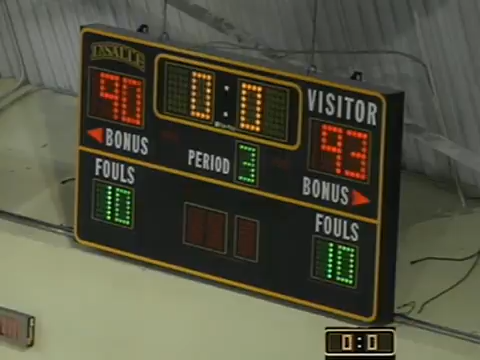 LASALLE
90
0:0
VISITOR
93
BONUS
PERIOD 3
BONUS
FOULS
10
FOULS
10
0:0